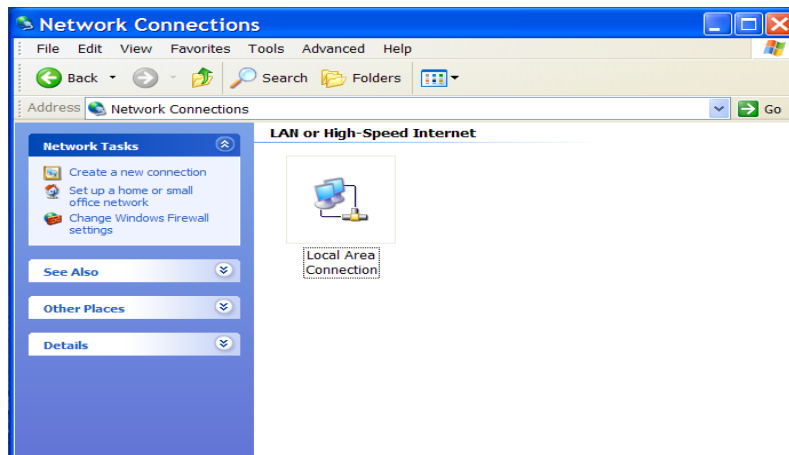 Network Connections
File Edit View Favorites Tools Advanced Help
Back Search Folders
Address Network Connections Go
Network Tasks
Create a new connection
Set up a home or small
office network
Change Windows Firewall
settings
See Also
Other Places
Details
LAN or High-Speed Internet
Local Area
Connection